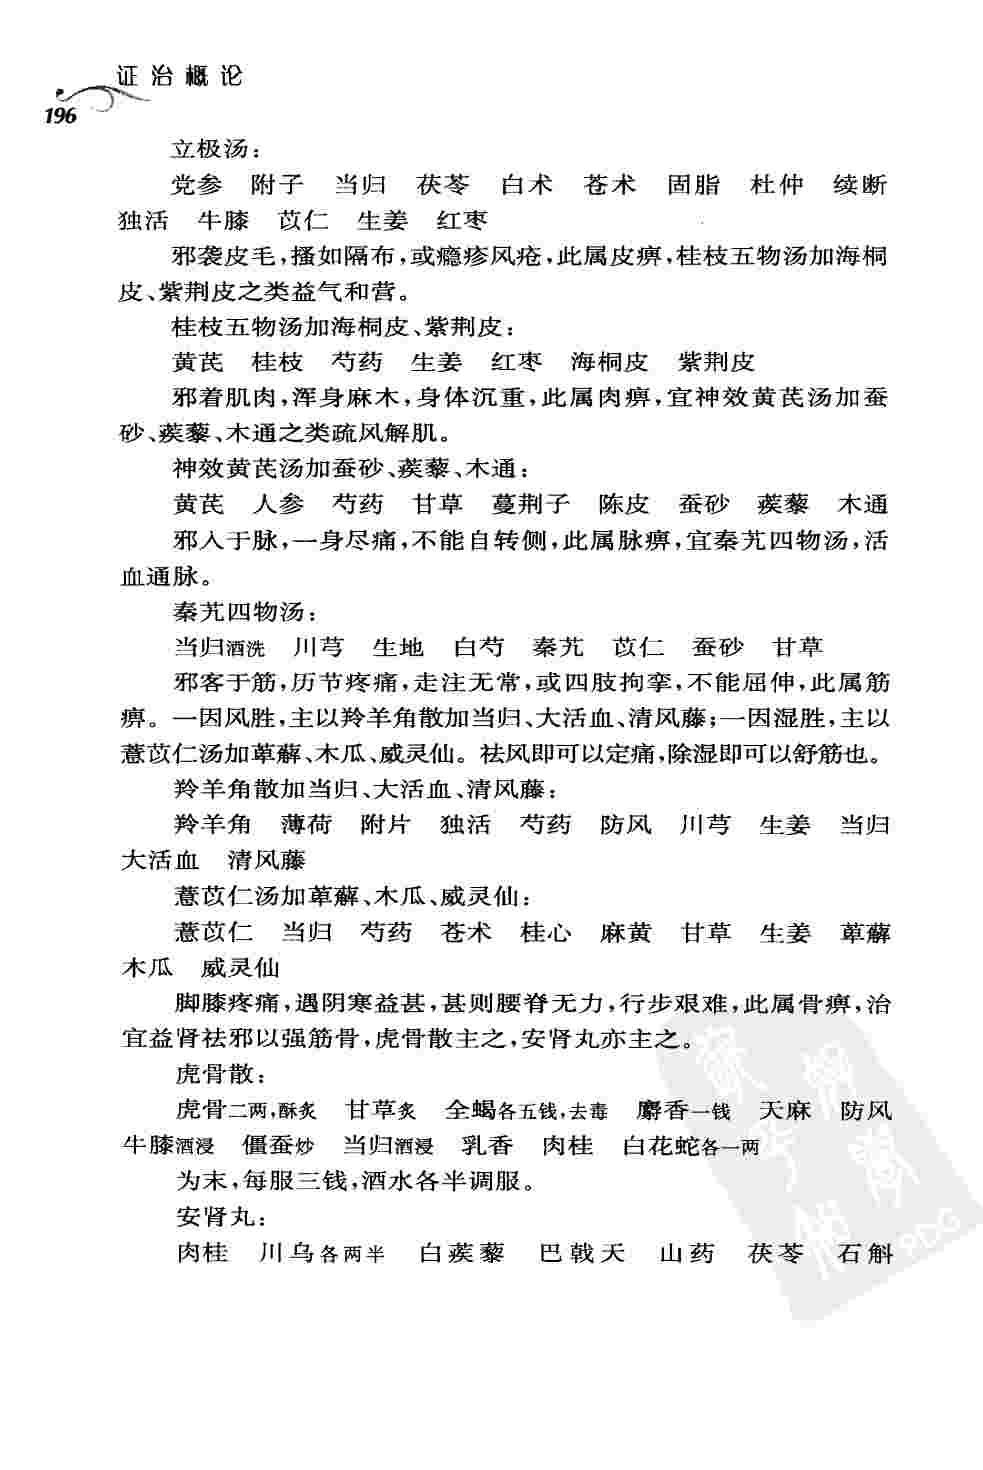 证治概论
196
立极汤：
党参 附子 当归 茯苓 白术 苍术 固脂 杜仲 续断
独活 牛膝 苡仁 生姜 红枣
邪袭皮毛，搔如隔布，或瘾疹风疮，此属皮痹，桂枝五物汤加海桐
皮、紫荆皮之类益气和营。
桂枝五物汤加海桐皮、紫荆皮：
黄芪 桂枝 芍药 生姜 红枣 海桐皮 紫荆皮
邪着肌肉，浑身麻木，身体沉重，此属肉痹，宜神效黄芪汤加蚕
砂、蒺藜、木通之类疏风解肌。
神效黄芪汤加蚕砂、蒺藜、木通：
黄芪 人参 芍药 甘草 蔓荆子 陈皮 蚕砂 蒺藜 木通
邪入于脉，一身尽痛，不能自转侧，此属脉痹，宜秦艽四物汤，活
血通脉。
秦艽四物汤：
当归酒洗 川芎 生地 白芍 秦艽 苡仁 蚕砂 甘草
邪客于筋，历节疼痛，走注无常，或四肢拘挛，不能屈伸，此属筋
痹。一因风胜，主以羚羊角散加当归、大活血、清风藤；一因湿胜，主以
薏苡仁汤加萆薢、木瓜、威灵仙。祛风即可以定痛，除湿即可以舒筋也。
羚羊角散加当归、大活血、清风藤：
羚羊角 薄荷 附片 独活 芍药 防风 川芎 生姜 当归
大活血 清风藤
薏苡仁汤加萆薢、木瓜、威灵仙：
薏苡仁 当归 芍药 苍术 桂心 麻黄 甘草 生姜 萆薢
木瓜 威灵仙
脚膝疼痛，遇阴寒益甚，甚则腰脊无力，行步艰难，此属骨痹，治
宜益肾祛邪以强筋骨，虎骨散主之，安肾丸亦主之。
虎骨散：
虎骨二两，酥炙 甘草炙 全蝎各五钱，去毒 麝香一钱 天麻 防风
牛膝酒浸 僵蚕炒 当归酒浸 乳香 肉桂 白花蛇各一两
为末，每服三钱，酒水各半调服。
安肾丸：
肉桂 川乌各两半 白蒺藜 巴戟天 山药 茯苓 石斛
PDG